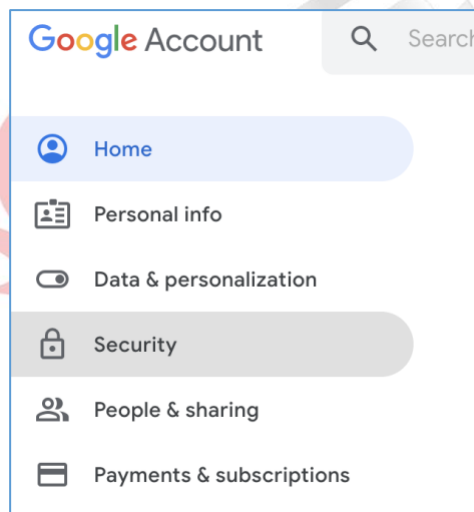 Google Account
Search
Home
Personal info
Data & personalization
Security
People & sharing
Payments & subscriptions